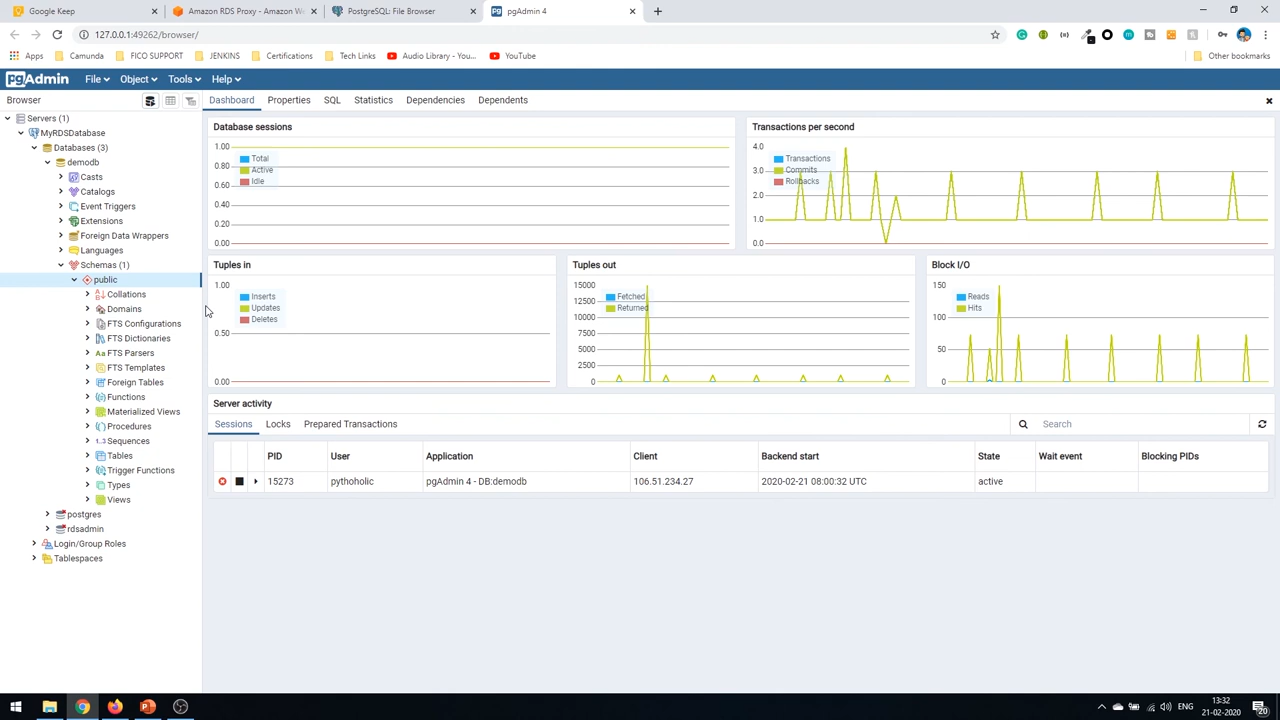 Google Keep
Amazon RDS Proxy - Amazon W
PostgreSQL: File Browser
pgAdmin 4
127.0.0.1:49262/browser/
Apps
Camunda
FICO SUPPORT
JENKINS
Certifications
Tech Links
Audio Library - You...
YouTube
Other bookmarks
pgAdmin
File
Object
Tools
Help
Browser
Dashboard
Properties
SQL
Statistics
Dependencies
Dependents
Servers (1)
MyRDSDatabase
Databases (3)
demodb
Casts
Catalogs
Event Triggers
Extensions
Foreign Data Wrappers
Languages
Schemas (1)
public
Collations
Domains
FTS Configurations
FTS Dictionaries
Aa FTS Parsers
FTS Templates
Foreign Tables
Functions
Materialized Views
Procedures
1..3 Sequences
Tables
Trigger Functions
Types
Views
postgres
rdsadmin
Login/Group Roles
Tablespaces
Database sessions
1.00
0.80
0.60
0.40
0.20
0.00
Total
Active
Idle
Transactions per second
4.0
3.0
2.0
1.0
0.0
Transactions
Commits
Rollbacks
Tuples in
1.00
0.50
0.00
Inserts
Updates
Deletes
Tuples out
15000
12500
10000
7500
5000
2500
0
Fetched
Returned
Block I/O
150
100
50
0
Reads
Hits
Server activity
Sessions
Locks
Prepared Transactions
Search
PID User Application Client Backend start State Wait event Blocking PIDs
15273 pythoholic pgAdmin 4 - DB:demodb 106.51.234.27 2020-02-21 08:00:32 UTC active
ENG
13:32
21-02-2020
20